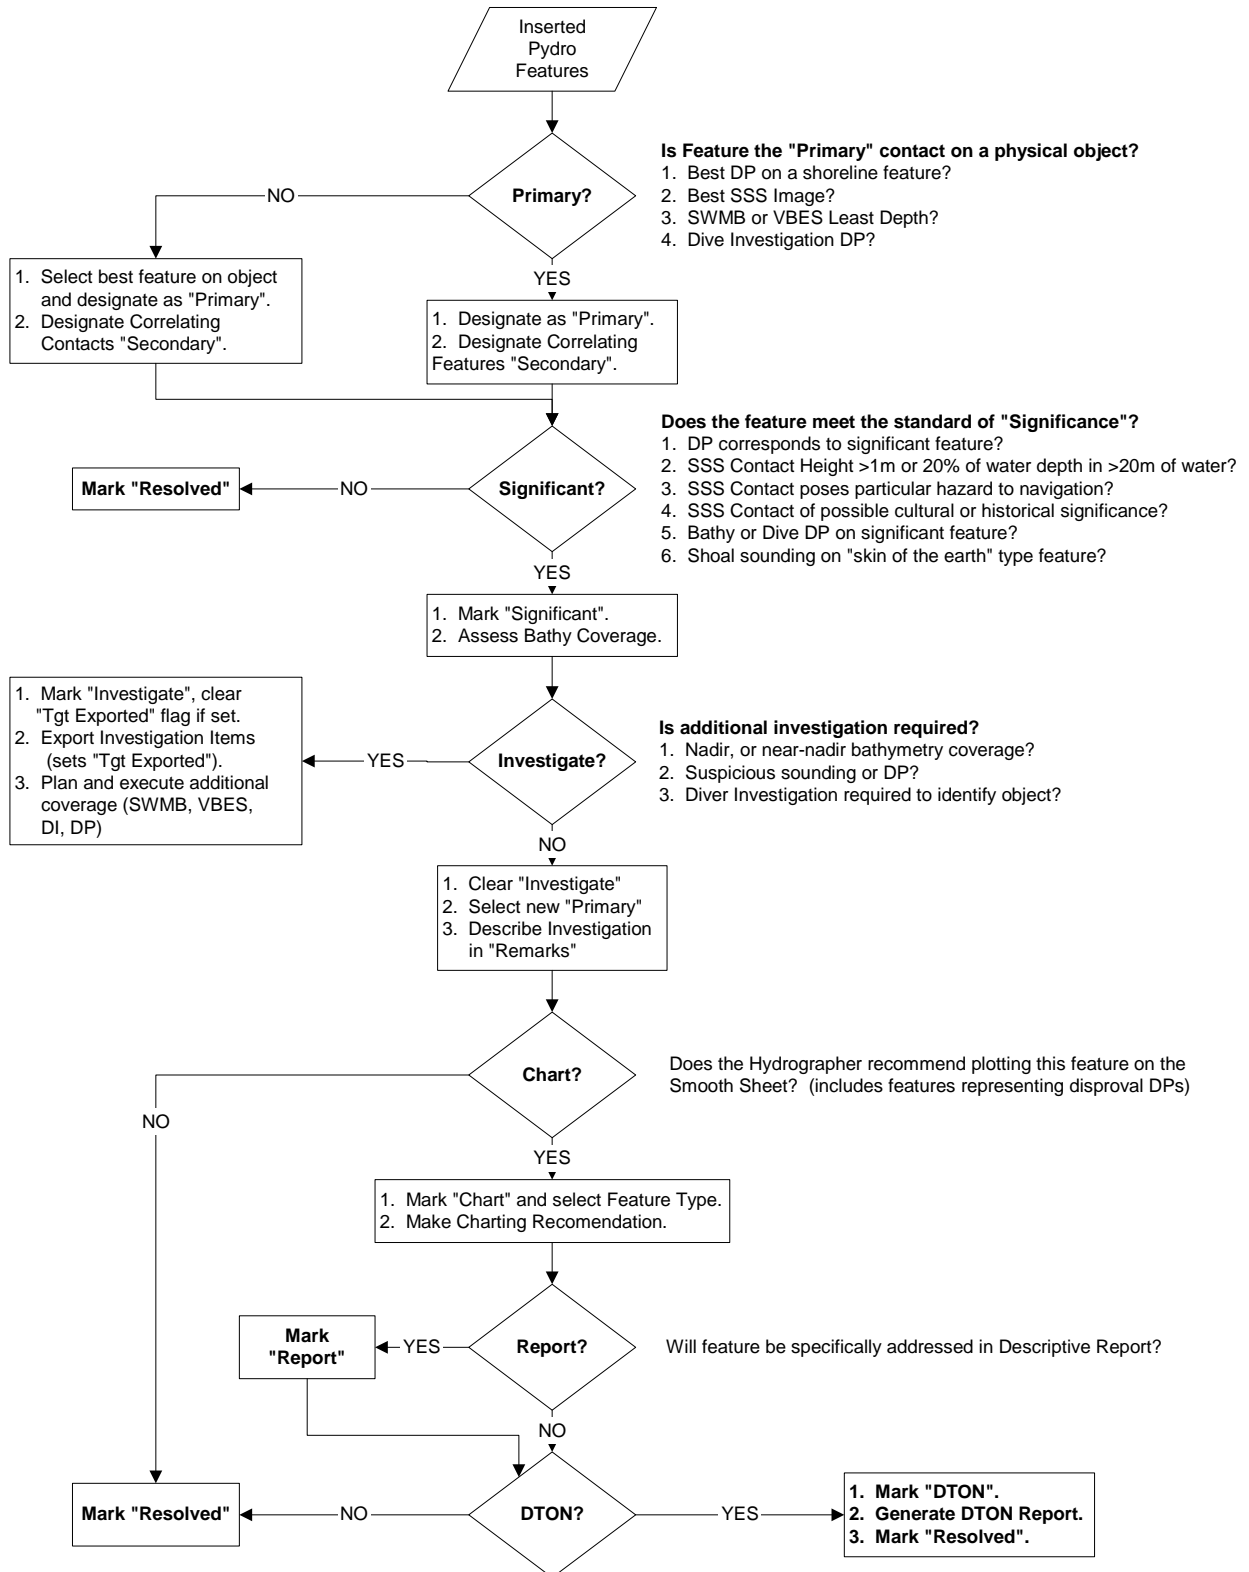 Inserted
Pydro
Features
Primary?
Is Feature the "Primary" contact on a physical object?
1. Best DP on a shoreline feature?
2. Best SSS Image?
3. SWMB or VBES Least Depth?
4. Dive Investigation DP?
NO
YES
1. Select best feature on object
and designate as "Primary".
2. Designate Correlating
Contacts "Secondary".
1. Designate as "Primary".
2. Designate Correlating
Features "Secondary".
Significant?
Does the feature meet the standard of "Significance"?
1. DP corresponds to significant feature?
2. SSS Contact Height >1m or 20% of water depth in >20m of water?
3. SSS Contact poses particular hazard to navigation?
4. SSS Contact of possible cultural or historical significance?
5. Bathy or Dive DP on significant feature?
6. Shoal sounding on "skin of the earth" type feature?
NO
Mark "Resolved"
YES
1. Mark "Significant".
2. Assess Bathy Coverage.
Investigate?
Is additional investigation required?
1. Nadir, or near-nadir bathymetry coverage?
2. Suspicious sounding or DP?
3. Diver Investigation required to identify object?
YES
1. Mark "Investigate", clear
"Tgt Exported" flag if set.
2. Export Investigation Items
(sets "Tgt Exported").
3. Plan and execute additional
coverage (SWMB, VBES,
DI, DP)
NO
1. Clear "Investigate"
2. Select new "Primary"
3. Describe Investigation
in "Remarks"
Chart?
Does the Hydrographer recommend plotting this feature on the
Smooth Sheet? (includes features representing disproval DPs)
NO
YES
1. Mark "Chart" and select Feature Type.
2. Make Charting Recomendation.
Report?
Will feature be specifically addressed in Descriptive Report?
YES
Mark
"Report"
NO
DTON?
NO
Mark "Resolved"
YES
1. Mark "DTON".
2. Generate DTON Report.
3. Mark "Resolved".